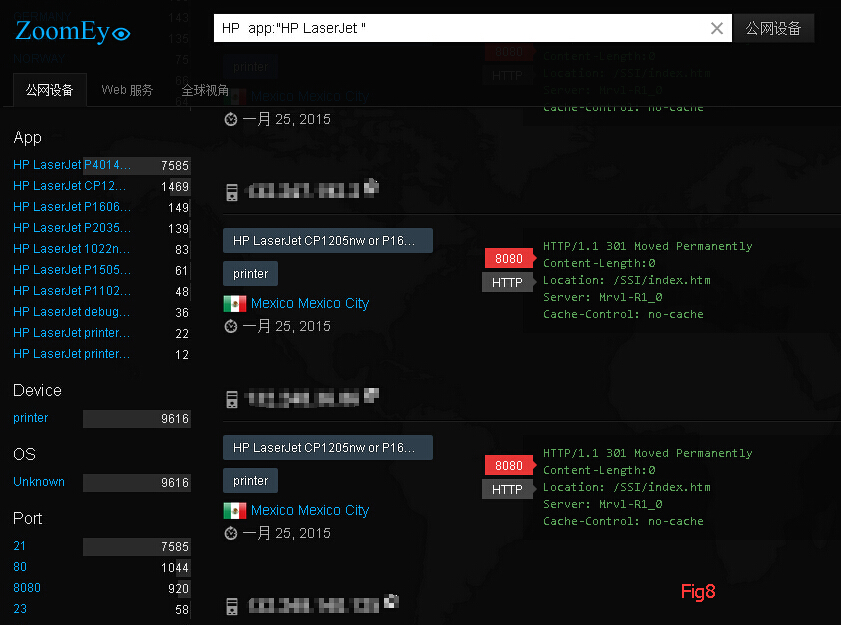 ZoomEye
HP app:"HP LaserJet "
公网设备
公网设备
Web 服务
全球视角
App
HP LaserJet P4014... 7585
HP LaserJet CP12... 1469
HP LaserJet P1606... 149
HP LaserJet P2035... 139
HP LaserJet 1022n... 83
HP LaserJet P1505... 61
HP LaserJet P1102... 48
HP LaserJet debug... 36
HP LaserJet printer... 22
HP LaserJet printer... 12
Device
printer 9616
OS
Unknown 9616
Port
21 7585
80 1044
8080 920
23 58
printer
Mexico Mexico City
一月 25, 2015
8080
HTTP
Content-Length:0
Location: /SSI/index.htm
Server: Mrvl-R1_0
Cache-Control: no-cache
HP LaserJet CP1205nw or P16...
printer
Mexico Mexico City
一月 25, 2015
8080
HTTP
HTTP/1.1 301 Moved Permanently
Content-Length:0
Location: /SSI/index.htm
Server: Mrvl-R1_0
Cache-Control: no-cache
HP LaserJet CP1205nw or P16...
printer
Mexico Mexico City
一月 25, 2015
8080
HTTP
HTTP/1.1 301 Moved Permanently
Content-Length:0
Location: /SSI/index.htm
Server: Mrvl-R1_0
Cache-Control: no-cache
Fig8